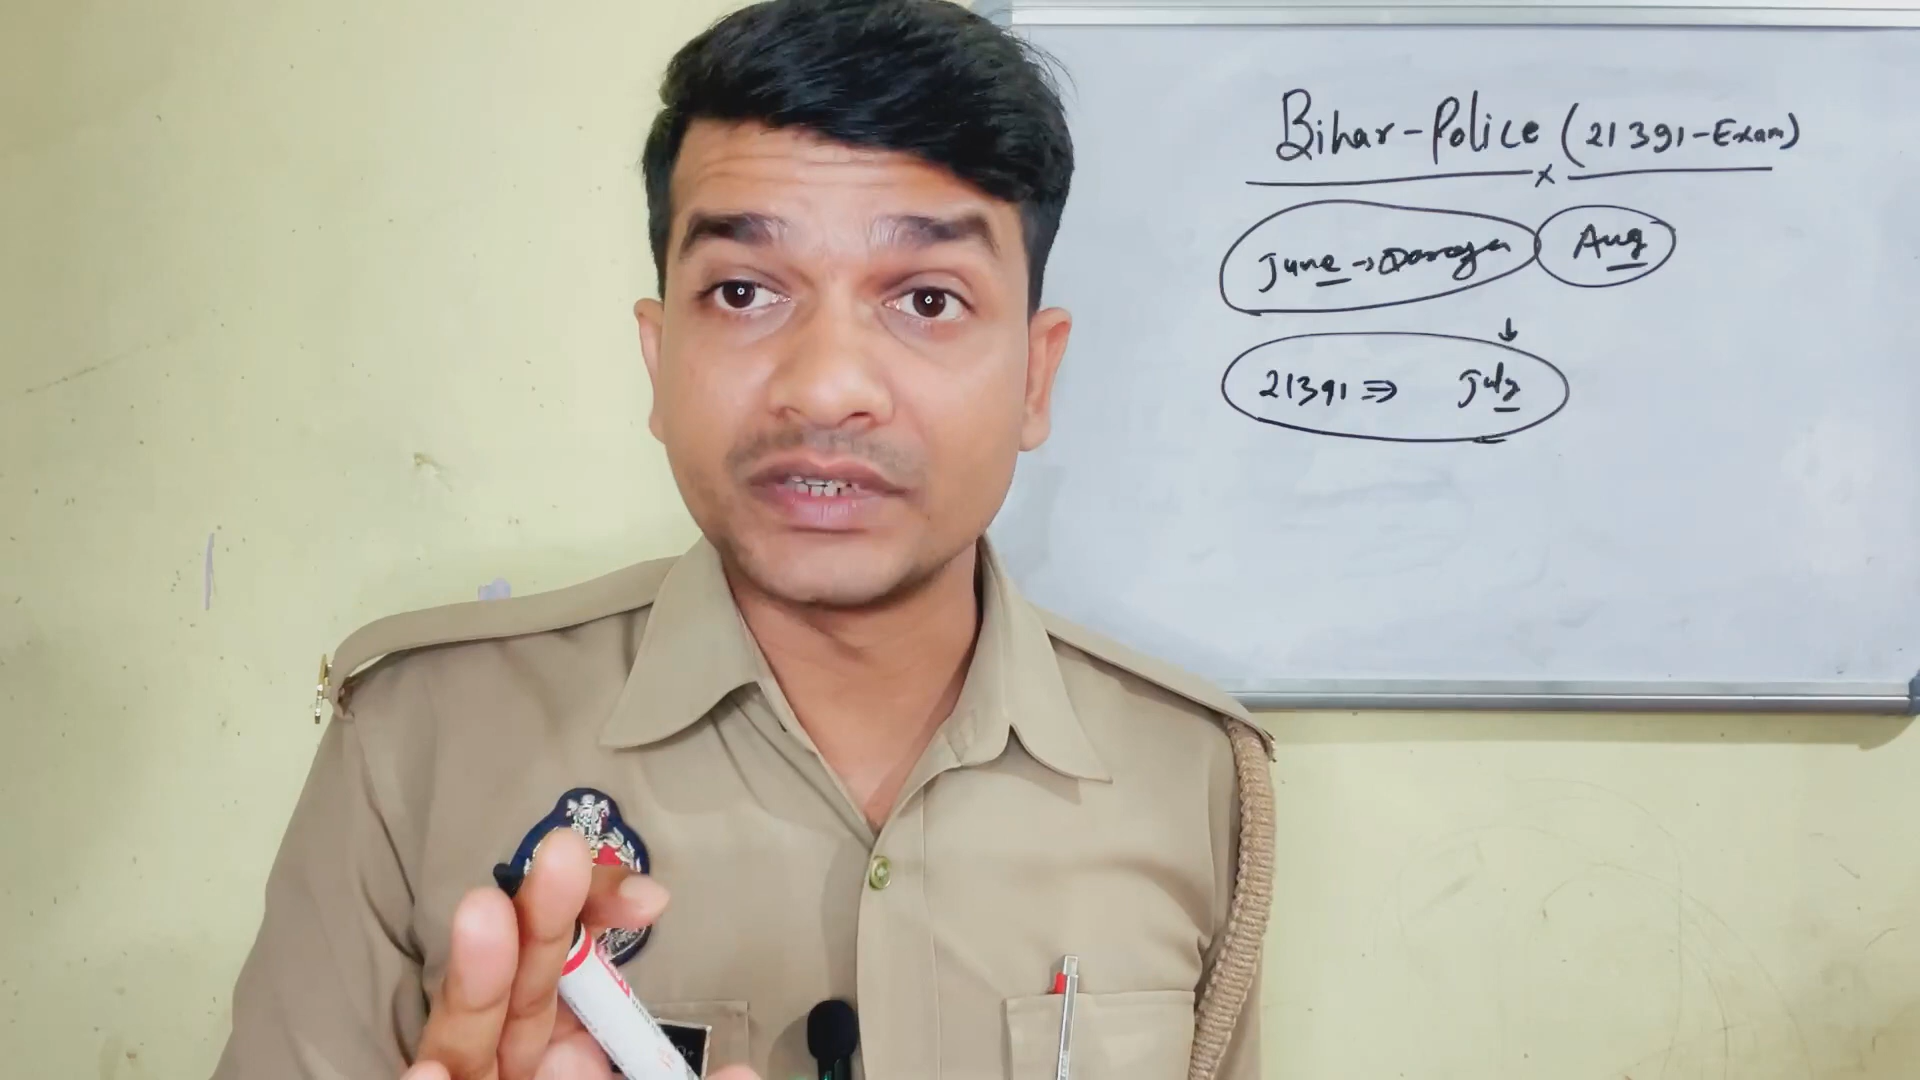 Bihar-Police (21391-Exam)
x
June → Daroga Aug
↓
21391 ⇒ July